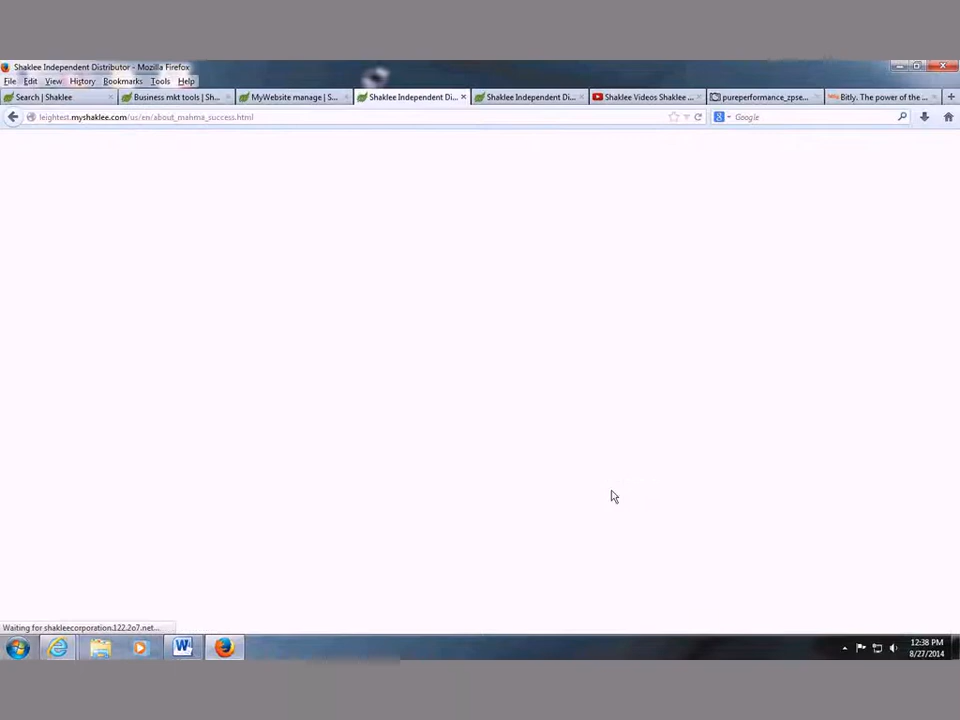 Shaklee Independent Distributor - Mozilla Firefox
File Edit View History Bookmarks Tools Help
Search | Shaklee
Business mkt tools | Sh...
MyWebsite manage | S...
Shaklee Independent Di...
Shaklee Independent Di...
Shaklee Videos Shaklee ...
pureperformance_zpse...
Bitly. The power of the ...
leightest.myshaklee.com/us/en/about_mahma_success.html
Google
Waiting for shakleecorporation.122.2o7.net...
12:38 PM
8/27/2014